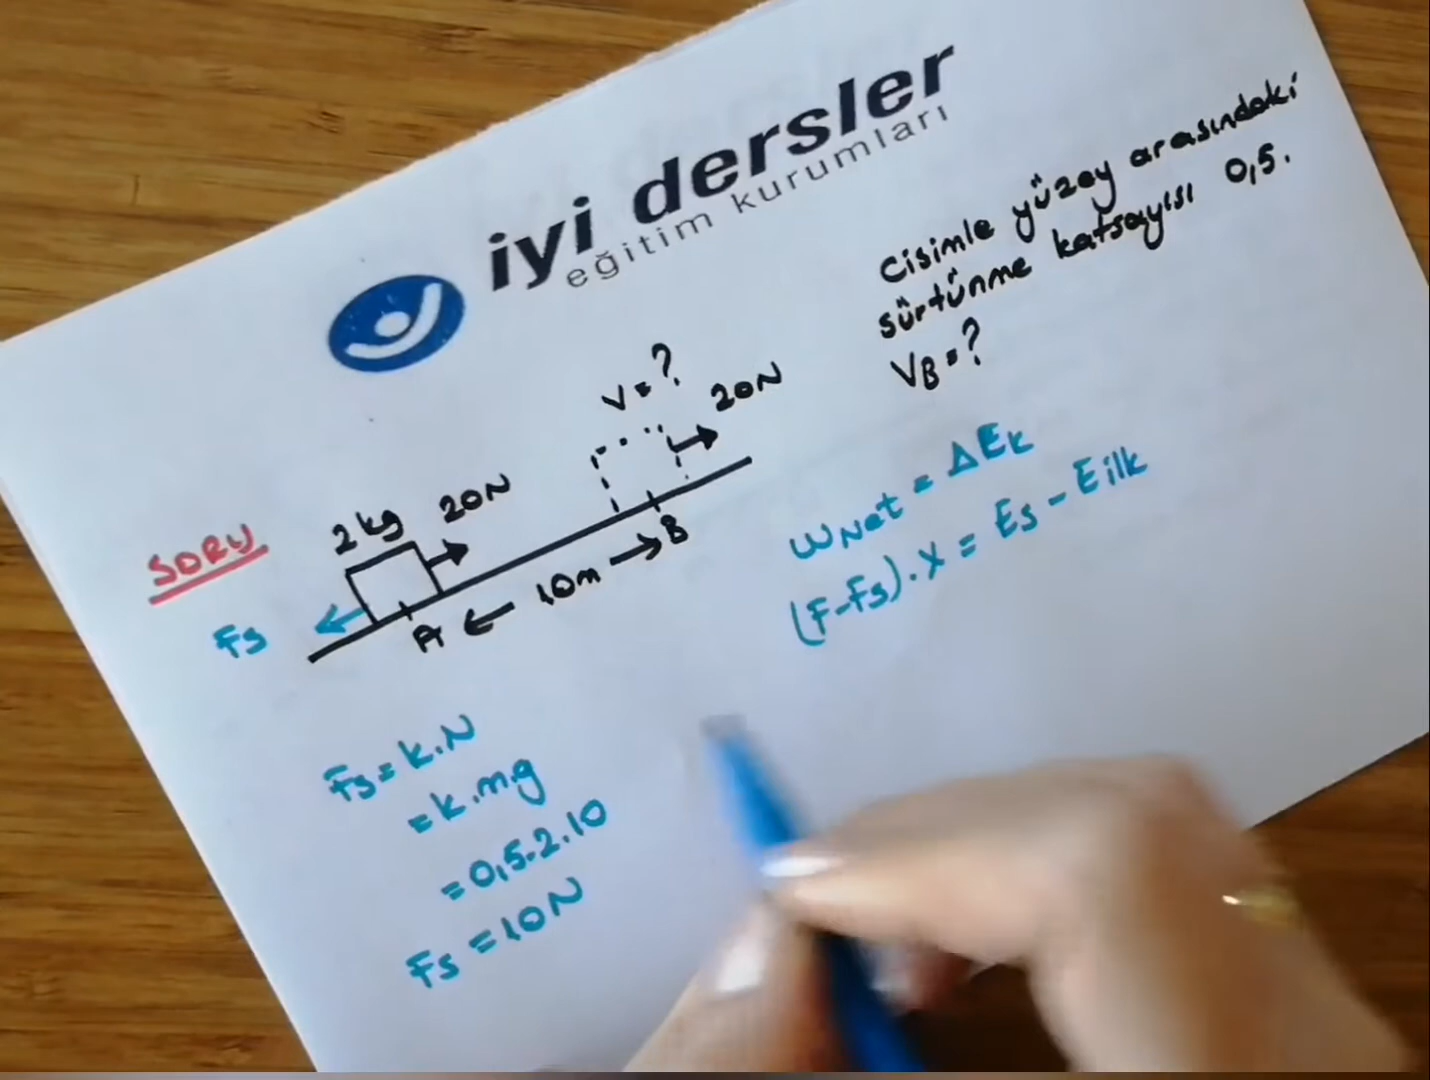 iyi dersler
eğitim kurumları
Cisimle yüzey arasındaki
sürtünme katsayısı 0,5.
VB=?
SORU
2kg
20N
V=?
20N
Fs
A
10m
B
WNet = ΔEk
(F-Fs).X = Es - Eilk
Fs = k.N
= k.m.g
= 0,5.2.10
Fs = 10N